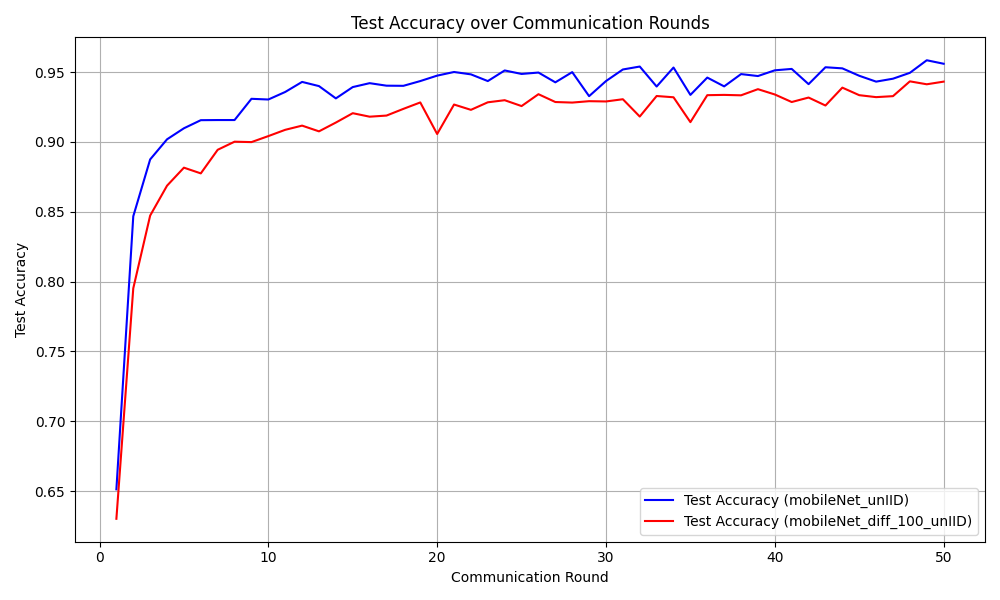 Test Accuracy over Communication Rounds
Test Accuracy
0.95
0.90
0.85
0.80
0.75
0.70
0.65
0 10 20 30 40 50
Communication Round
Test Accuracy (mobileNet_unIID)
Test Accuracy (mobileNet_diff_100_unIID)